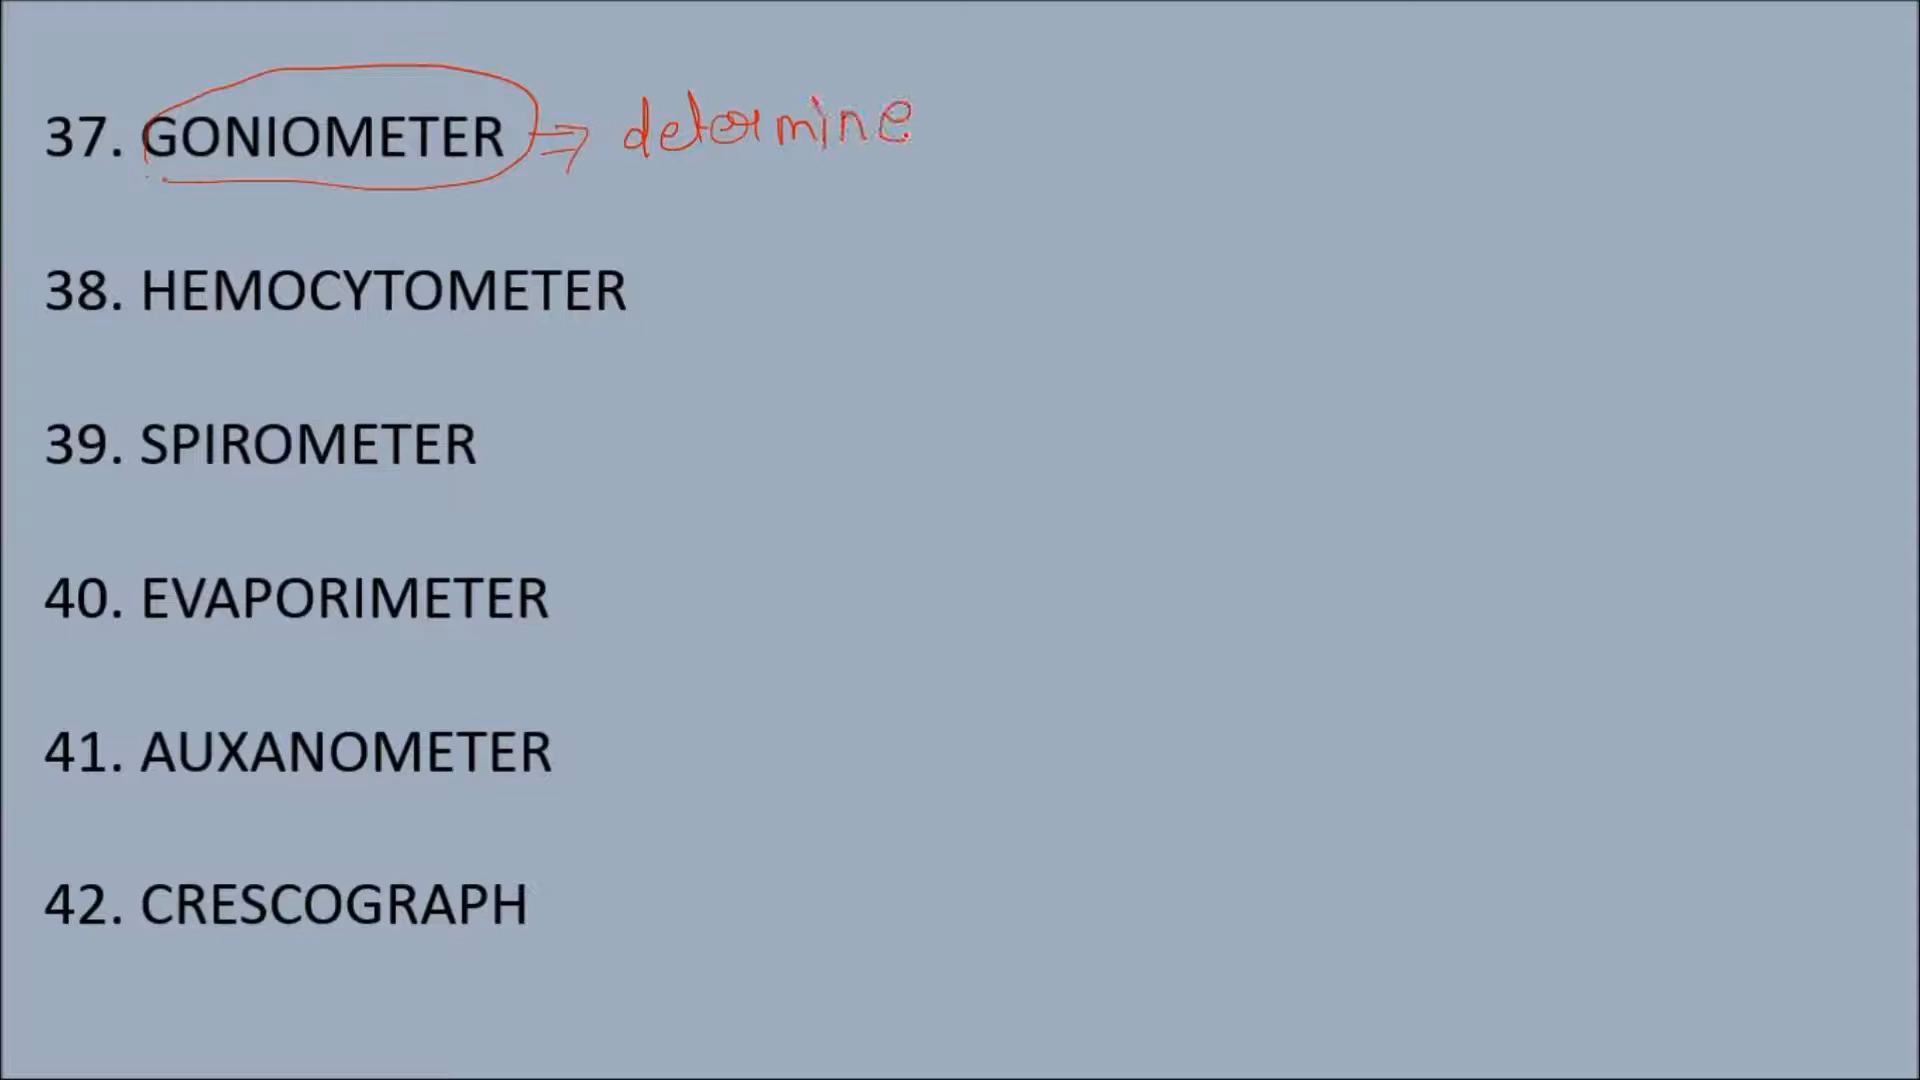 37. GONIOMETER ⇒ determine
38. HEMOCYTOMETER
39. SPIROMETER
40. EVAPORIMETER
41. AUXANOMETER
42. CRESCOGRAPH